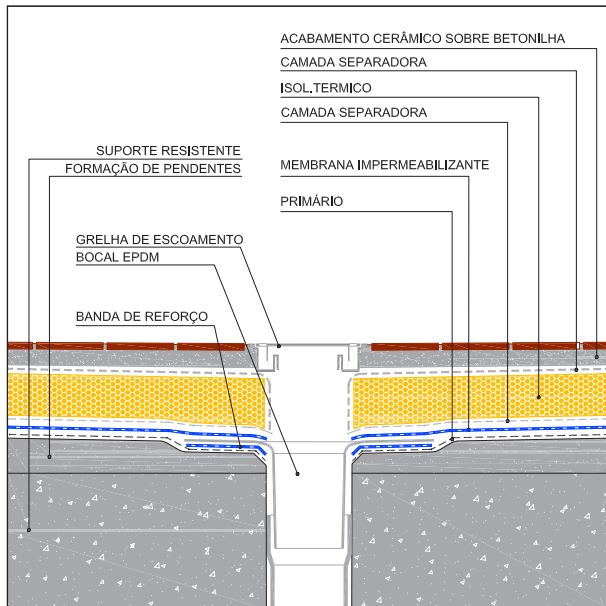 ACABAMENTO CERÂMICO SOBRE BETONILHA
CAMADA SEPARADORA
ISOL.TERMICO
CAMADA SEPARADORA
SUPORTE RESISTENTE
FORMAÇÃO DE PENDENTES
MEMBRANA IMPERMEABILIZANTE
PRIMÁRIO
GRELHA DE ESCOAMENTO
BOCAL EPDM
BANDA DE REFORÇO